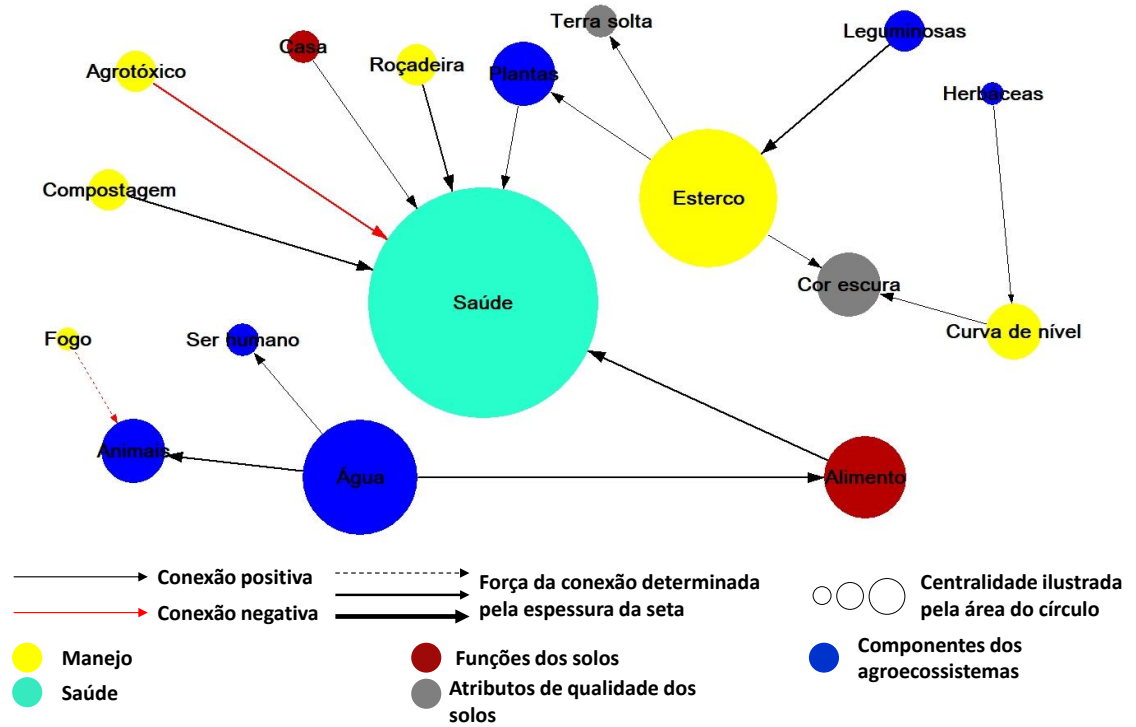 Terra solta
Leguminosas
Casa
Roçadeira
Agrotóxico
Plantas
Herbáceas
Compostagem
Esterco
Cor escura
Saúde
Curva de nível
Fogo
Ser humano
Animais
Água
Alimento
Conexão positiva
Conexão negativa
Força da conexão determinada
pela espessura da seta
Centralidade ilustrada
pela área do círculo
Manejo
Saúde
Funções dos solos
Atributos de qualidade dos
solos
Componentes dos
agroecossistemas